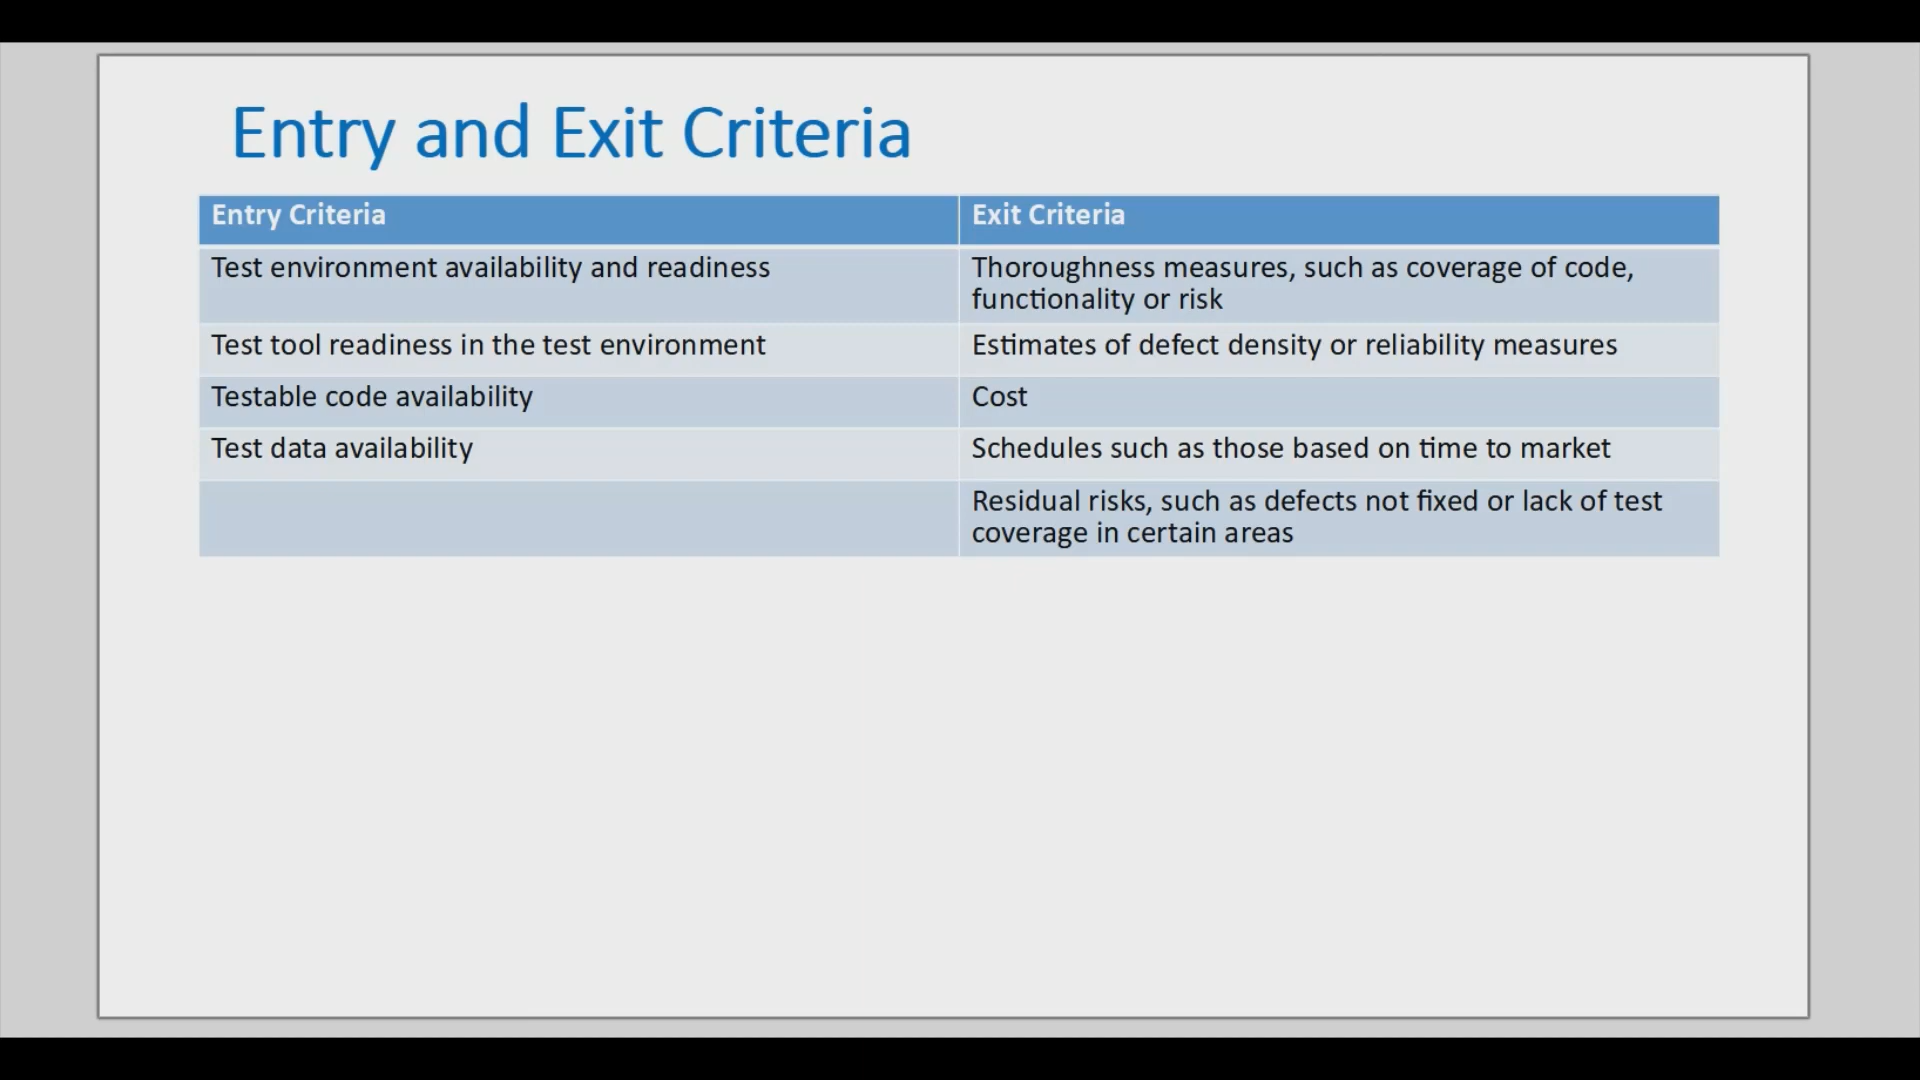 Entry and Exit Criteria
Entry Criteria
Exit Criteria
Test environment availability and readiness
Thoroughness measures, such as coverage of code,
functionality or risk
Test tool readiness in the test environment
Estimates of defect density or reliability measures
Testable code availability
Cost
Test data availability
Schedules such as those based on time to market
Residual risks, such as defects not fixed or lack of test
coverage in certain areas